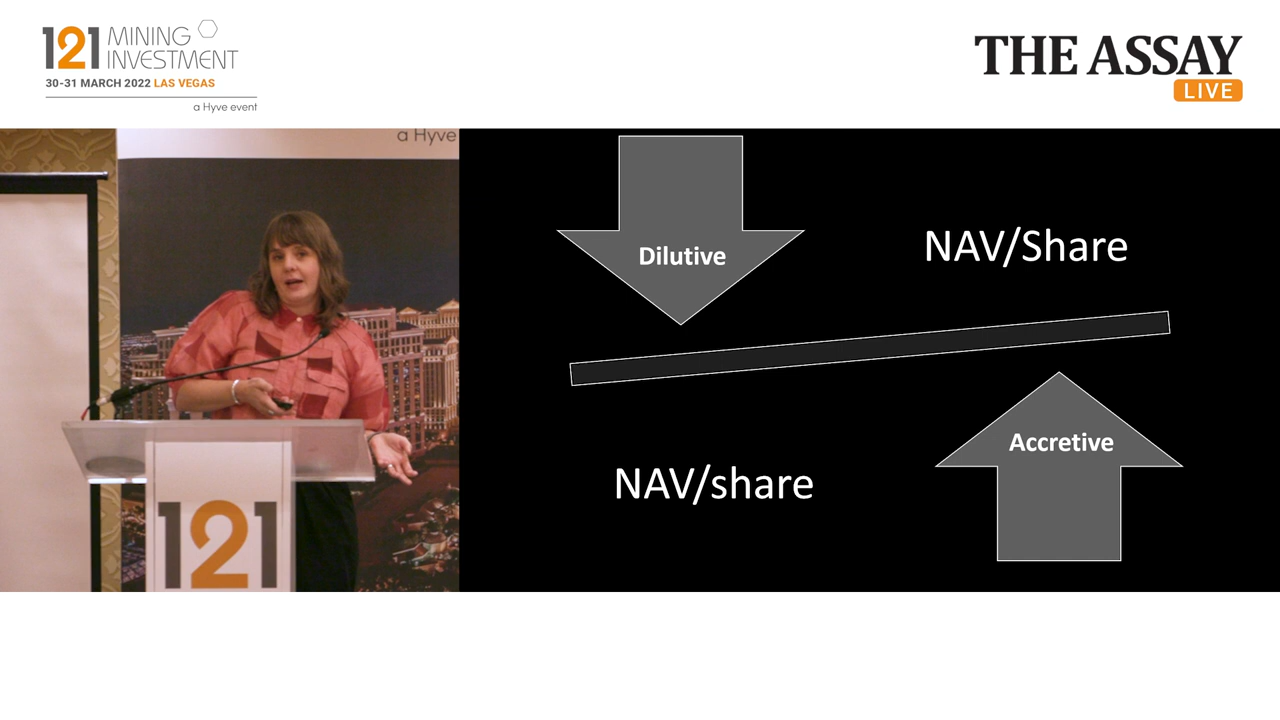 121 MINING
INVESTMENT
30-31 MARCH 2022 LAS VEGAS
a Hyve event
THE ASSAY
LIVE
a Hyve
Dilutive
NAV/Share
NAV/share
Accretive
121